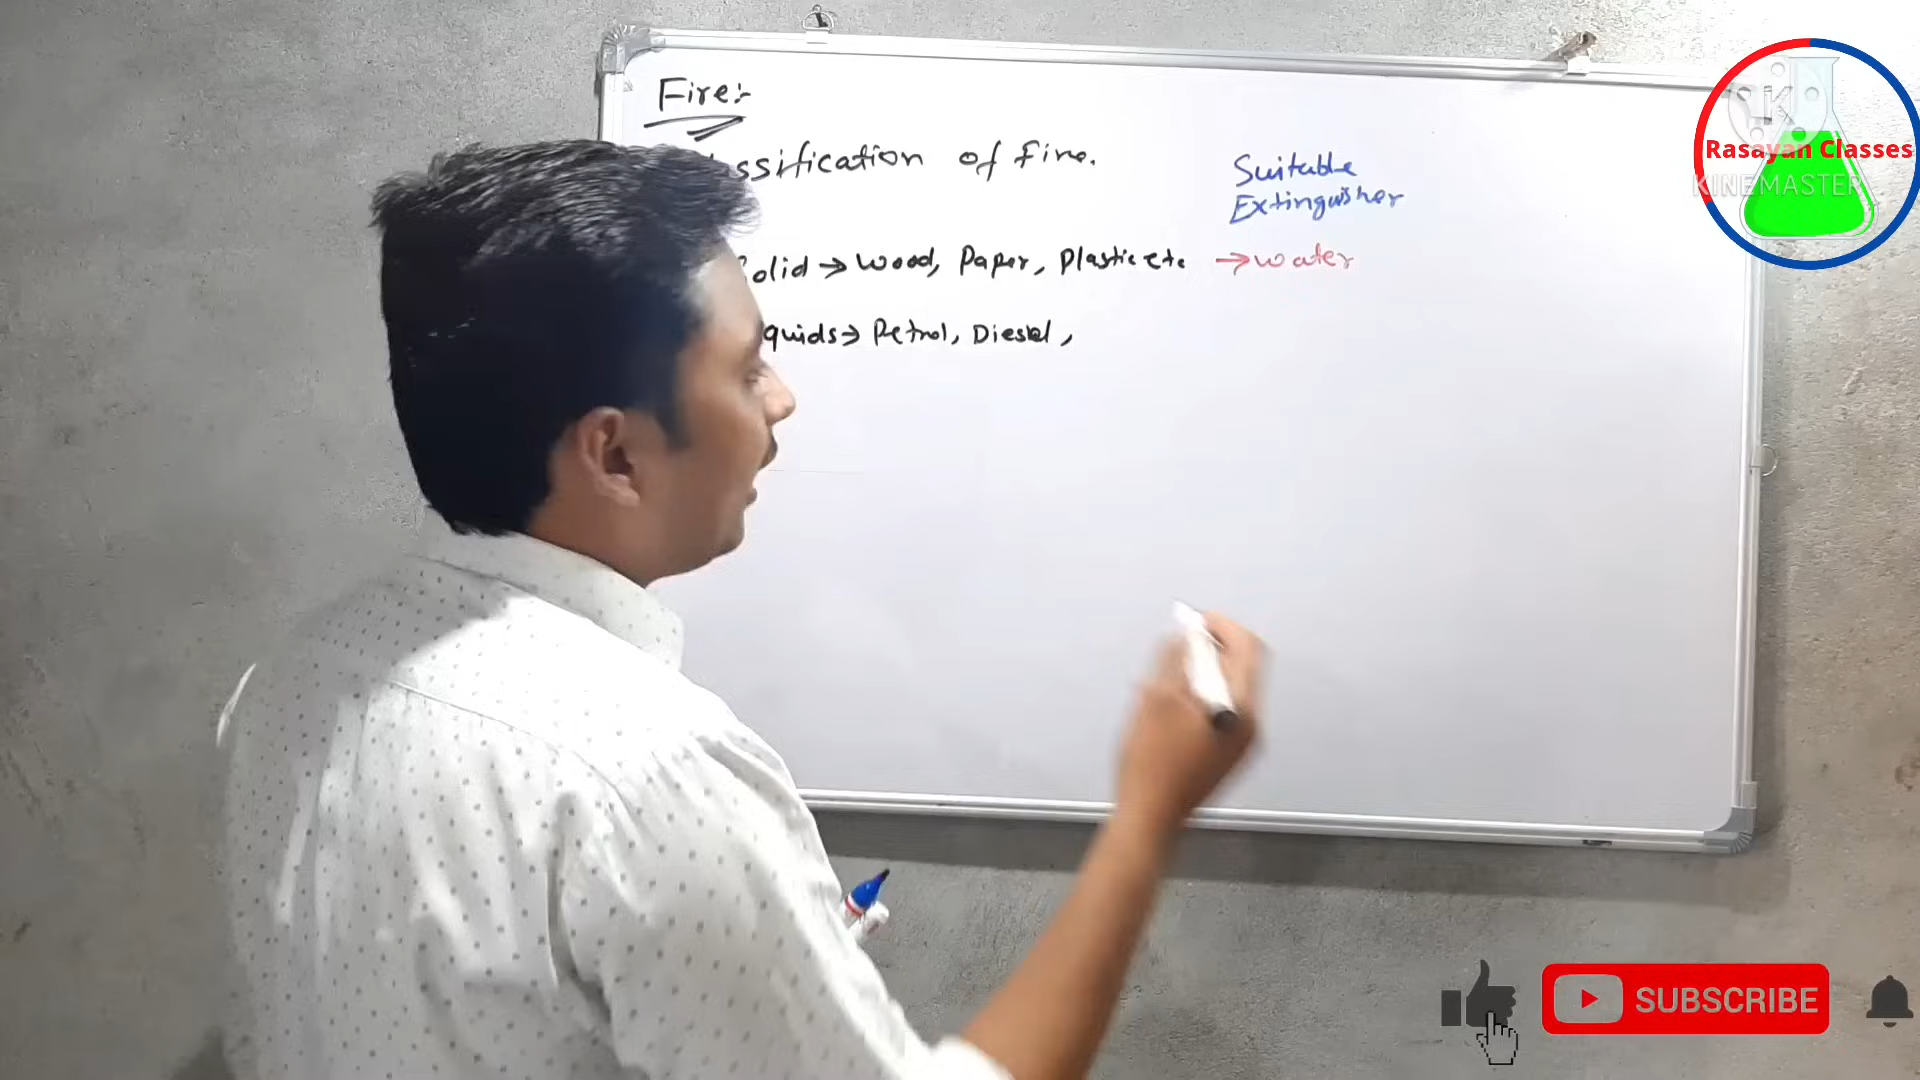 Fire:-
ssification of fire.
Suitable
Extinguisher
olid → Wood, Paper, Plastic etc → water
quids → Petrol, Diesel,
Rasayan Classes
KINEMASTER
K
SUBSCRIBE